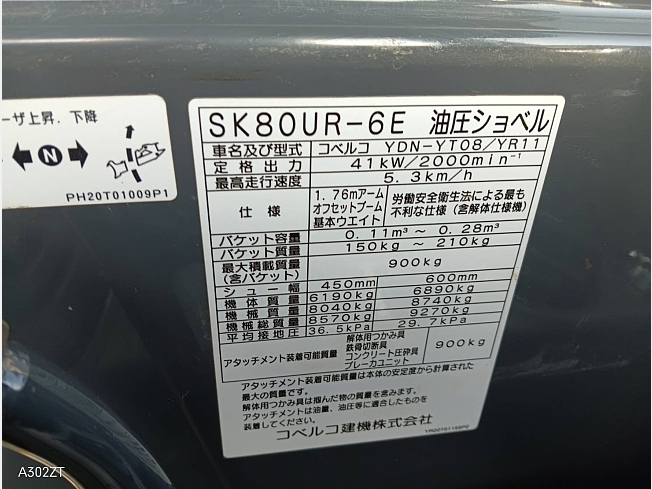 ーザ上昇．下降
N
PH20T01009P1
SK80UR-6E 油圧ショベル
車名及び型式 コベルコ YDN-YT08/YR11
定格出力 41kW/2000min⁻¹
最高走行速度 5.3km/h
仕様 1.76mアーム オフセットブーム 基本ウエイト 労働安全衛生法による最も不利な仕様（含解体仕様機）
バケット容量 0.11m³ ～ 0.28m³
バケット質量 150kg ～ 210kg
最大積載質量（含バケット） 900kg
シュー幅 450mm 600mm
機体質量 6190kg 6890kg
機械質量 8040kg 8740kg
機械総質量 8570kg 9270kg
平均接地圧 36.5kPa 29.7kPa
アタッチメント装着可能質量 解体用つかみ具 鉄骨切断具 コンクリート圧砕具 ブレーカユニット 900kg
アタッチメント装着可能質量は本体の安定度から計算された
最大の質量です。
解体用つかみ具は掴んだ物の質量を含みます。
アタッチメントは油量、油圧等に適合したものを
装着してください。
コベルコ建機株式会社
YR20T01159P6
A302ZT